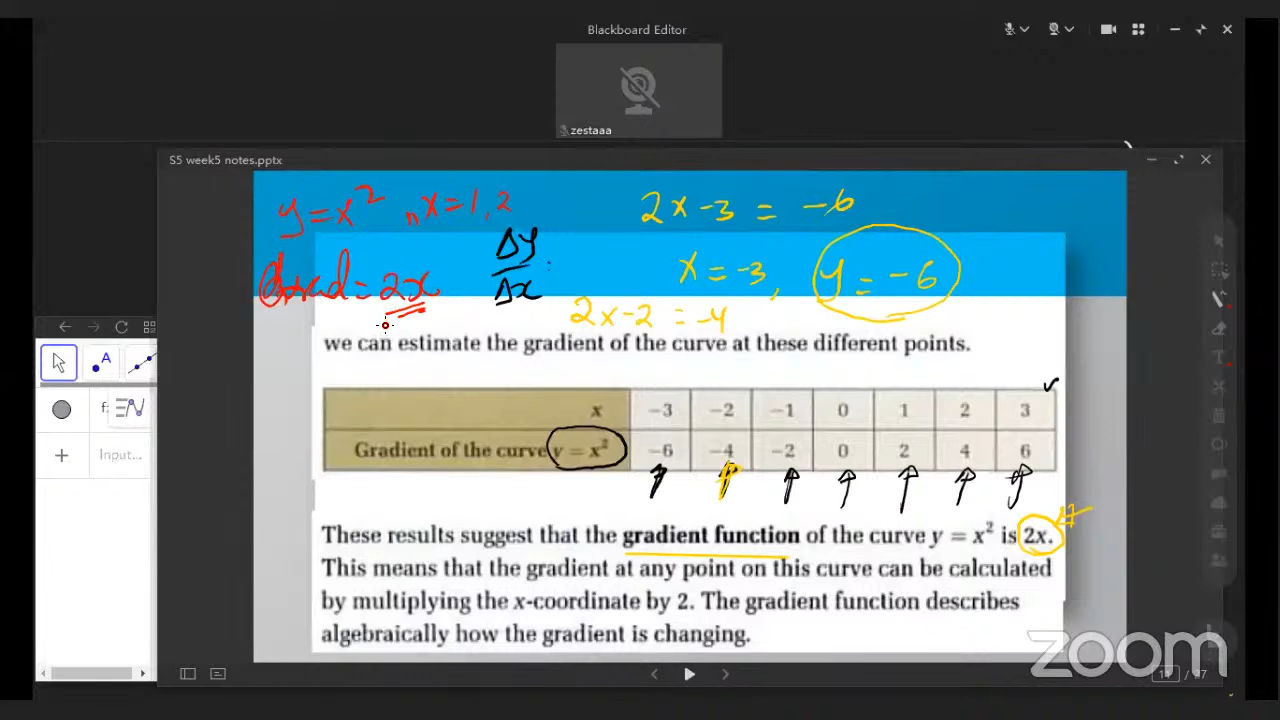 Blackboard Editor
zestaaa
S5 week5 notes.pptx
y = x² x = 1, 2
2x-3 = -6
Δy
Δx
grad = 2x
x = -3, y = -6
2x-2 = -4
we can estimate the gradient of the curve at these different points.
x -3 -2 -1 0 1 2 3
Gradient of the curve y = x² -6 -4 -2 0 2 4 6
These results suggest that the gradient function of the curve y = x² is 2x.
This means that the gradient at any point on this curve can be calculated
by multiplying the x-coordinate by 2. The gradient function describes
algebraically how the gradient is changing.
A
f:
Input...
zoom